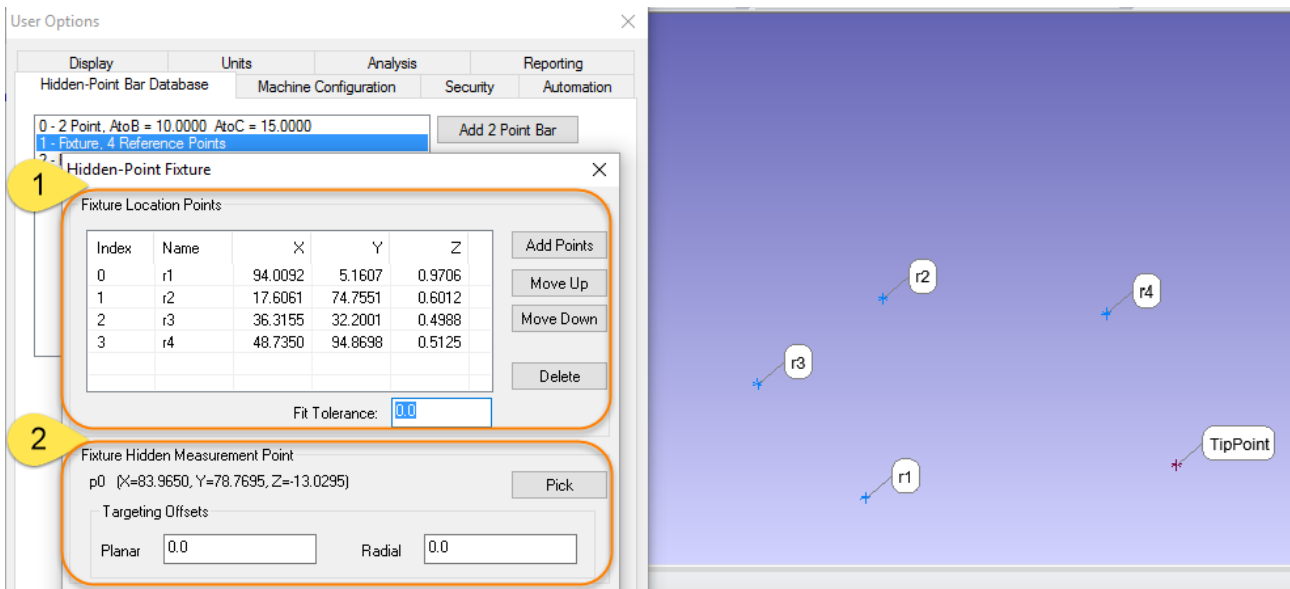 User Options
Display Units Analysis Reporting
Hidden-Point Bar Database Machine Configuration Security Automation
0 - 2 Point, AtoB = 10.0000 AtoC = 15.0000
Add 2 Point Bar
1 - Fixture, 4 Reference Points
1
Hidden-Point Fixture
Fixture Location Points
Index Name X Y Z
0 r1 94.0092 5.1607 0.9706
1 r2 17.6061 74.7551 0.6012
2 r3 36.3155 32.2001 0.4988
3 r4 48.7350 94.8698 0.5125
Add Points
Move Up
Move Down
Delete
Fit Tolerance: 0.0
2
Fixture Hidden Measurement Point
p0 (X=83.9650, Y=78.7695, Z=-13.0295)
Pick
Targeting Offsets
Planar 0.0 Radial 0.0
r2
r4
r3
TipPoint
r1